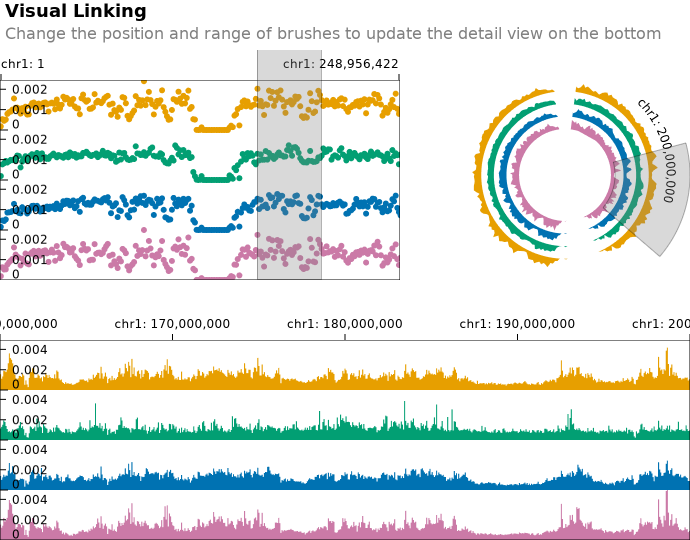 Visual Linking
Change the position and range of brushes to update the detail view on the bottom
chr1: 1
chr1: 248,956,422
0.002
0.001
0
0.002
0.001
0
0.002
0.001
0
0.002
0.001
0
chr1: 200,000,000
0,000,000
chr1: 170,000,000
chr1: 180,000,000
chr1: 190,000,000
chr1: 200
0.004
0.002
0
0.004
0.002
0
0.004
0.002
0
0.004
0.002
0